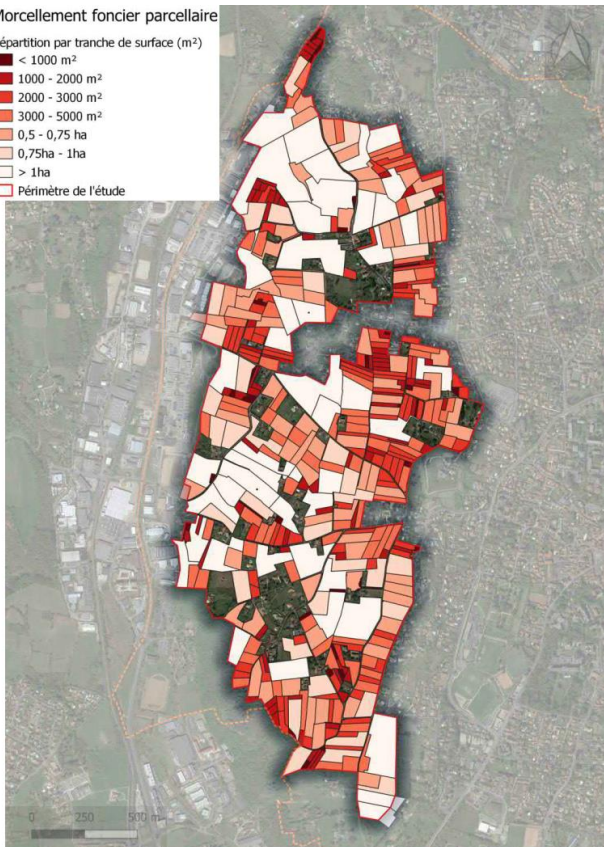 Morcellement foncier parcellaire
épartition par tranche de surface (m²)
< 1000 m²
1000 - 2000 m²
2000 - 3000 m²
3000 - 5000 m²
0,5 - 0,75 ha
0,75ha - 1ha
> 1ha
Périmètre de l'étude
0 250 500 m